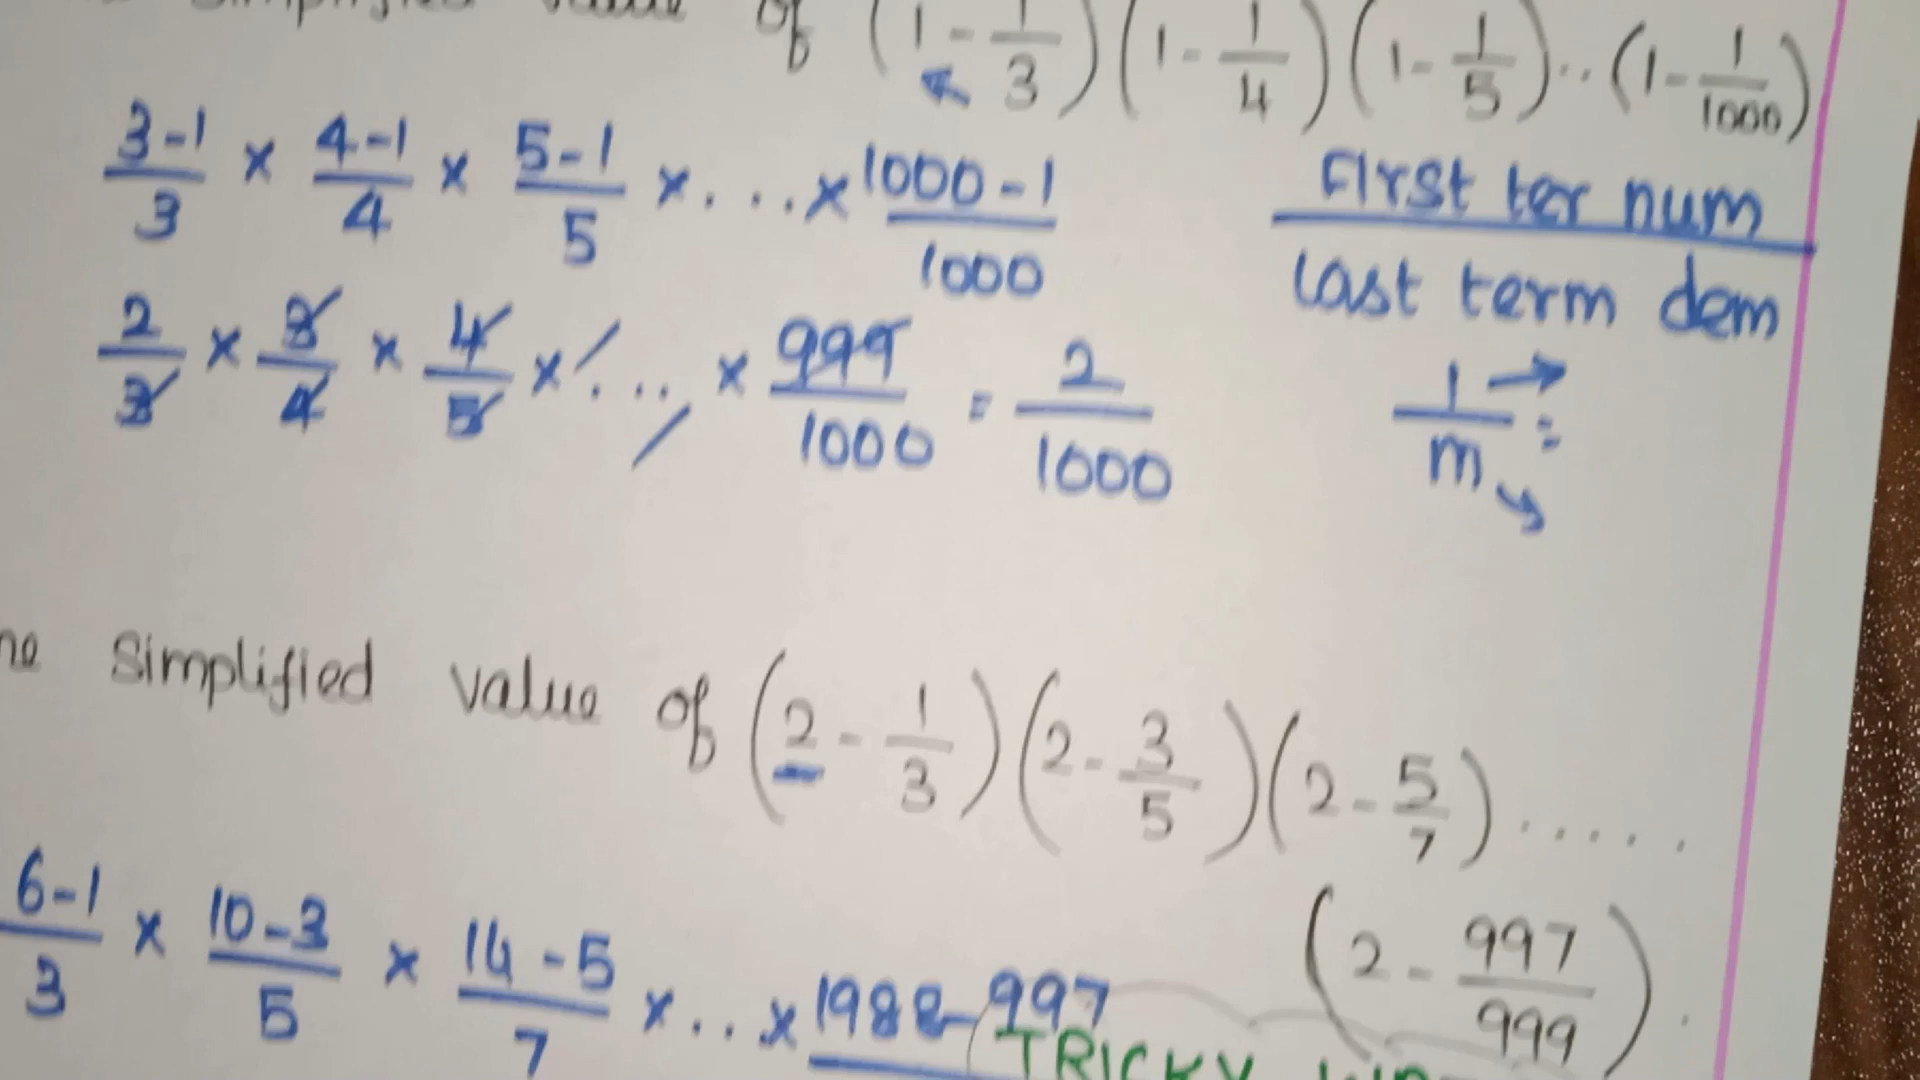 Simplified value of (1 - 1/3)(1 - 1/4)(1 - 1/5)..(1 - 1/1000)
3-1/3 × 4-1/4 × 5-1/5 ×. ...× 1000-1/1000
First ter num
last term dem
2/3 × 3/4 × 4/5 ×. ... × 999/1000 = 2/1000
1/m =
Simplified value of (2 - 1/3)(2 - 3/5)(2 - 5/7).....
(2 - 997/999).
6-1/3 × 10-3/5 × 14-5/7 ×...× 1988-997
TRICKY